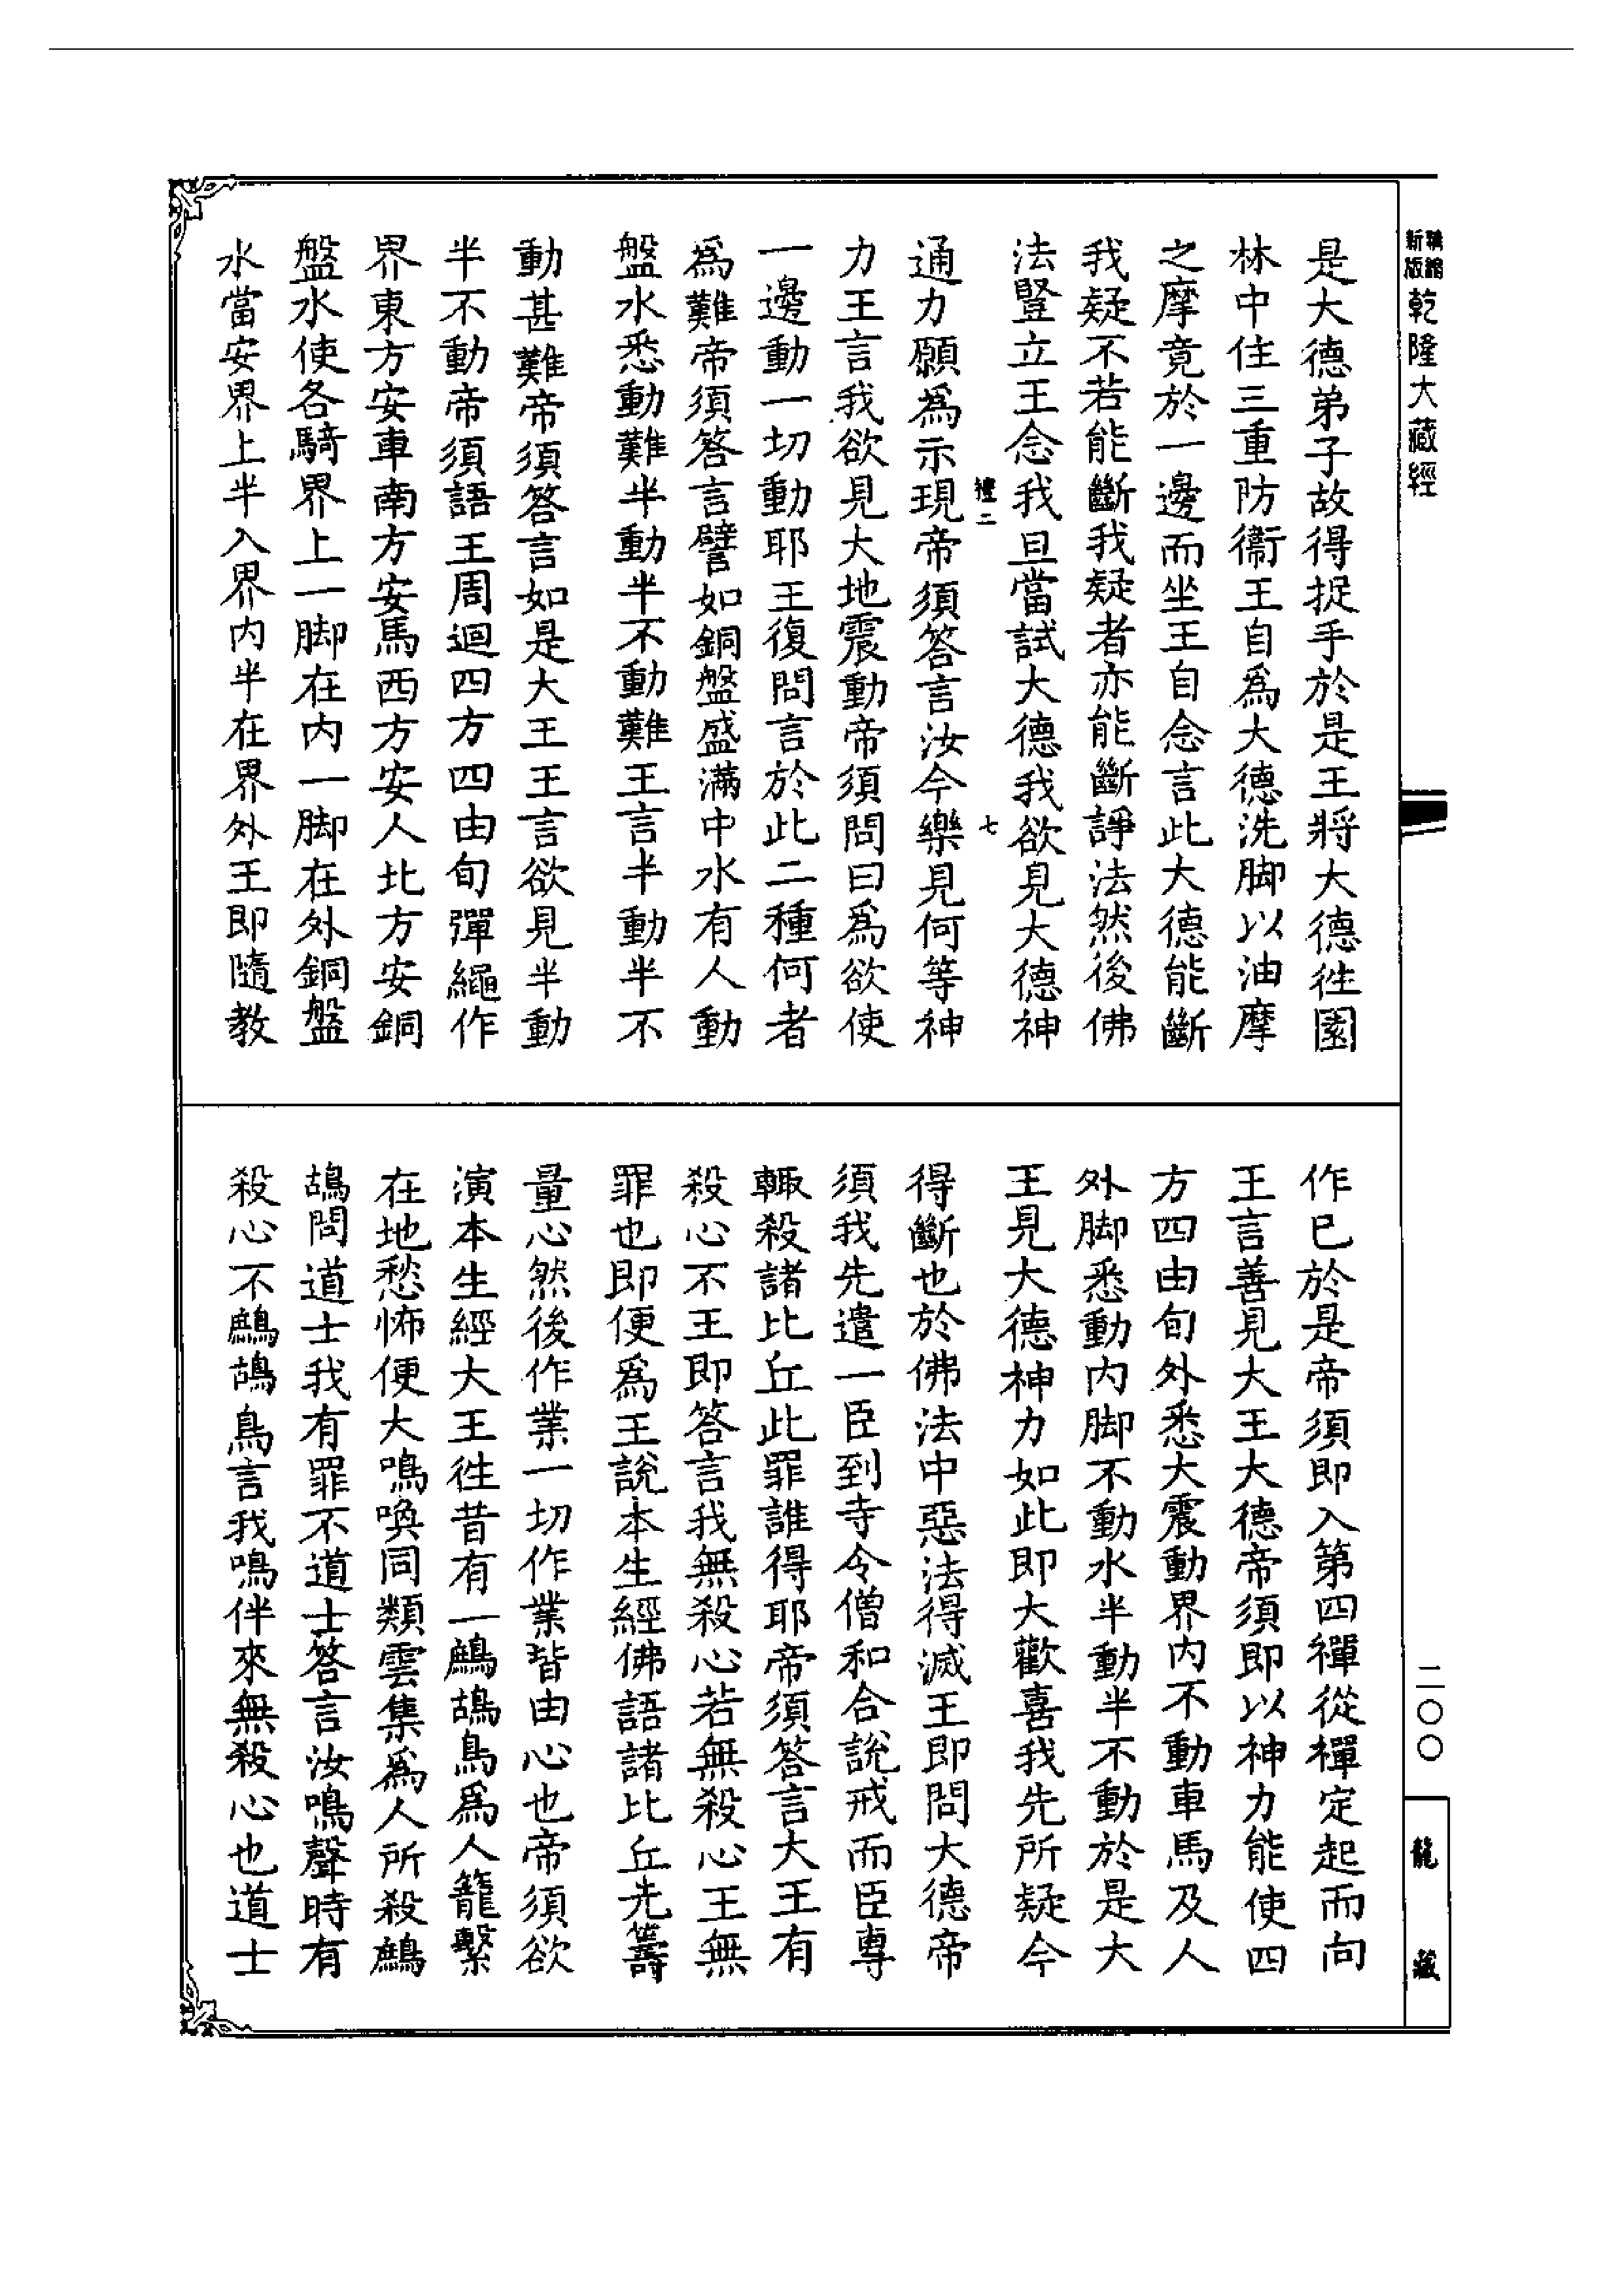 新版
乾隆大藏經
是大德弟子故得捉手於是王將大德徃園
林中住三重防衞王自爲大德洗脚以油摩
之摩竟於一邊而坐王自念言此大德能斷
我疑不若能斷我疑者亦能斷諍法然後佛
法豎立王念我且當試大德我欲見大德神
禮二
七
通力願爲示現帝須答言汝今樂見何等神
力王言我欲見大地震動帝須問曰爲欲使
一邊動一切動耶王復問言於此二種何者
爲難帝須答言譬如銅盤盛滿中水有人動
盤水悉動難半動半不動難王言半動半不
動甚難帝須答言如是大王王言欲見半動
半不動帝須語王周迴四方四由旬彈繩作
界東方安車南方安馬西方安人北方安銅
盤水使各騎界上一脚在内一脚在外銅盤
水當安界上半入界内半在界外王即隨教
作已於是帝須即入第四禪從禪定起而向
王言善見大王大德帝須即以神力能使四
方四由旬外悉大震動界内不動車馬及人
外脚悉動内脚不動水半動半不動於是大
王見大德神力如此即大歡喜我先所疑今
得斷也於佛法中惡法得滅王即問大德帝
須我先遣一臣到寺令僧和合説戒而臣專
輙殺諸比丘此罪誰得耶帝須答言大王有
殺心不王即答言我無殺心若無殺心王無
罪也即便爲王説本生經佛語諸比丘先籌
量心然後作業一切作業皆由心也帝須欲
演本生經大王徃昔有一鷓鴣鳥爲人籠繫
在地愁怖便大鳴喚同類雲集爲人所殺鷓
鴣問道士我有罪不道士答言汝鳴聲時有
殺心不鷓鴣鳥言我鳴伴來無殺心也道士
二〇〇
龍藏